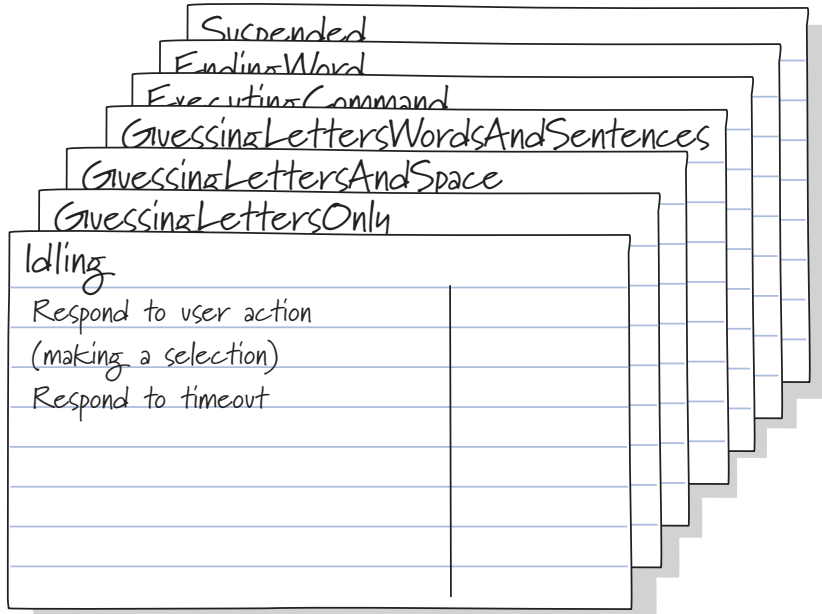 Suspended
EndingWord
ExecutingCommand
GuessingLettersWordsAndSentences
GuessingLettersAndSpace
GuessingLettersOnly
Idling
Respond to user action
(making a selection)
Respond to timeout